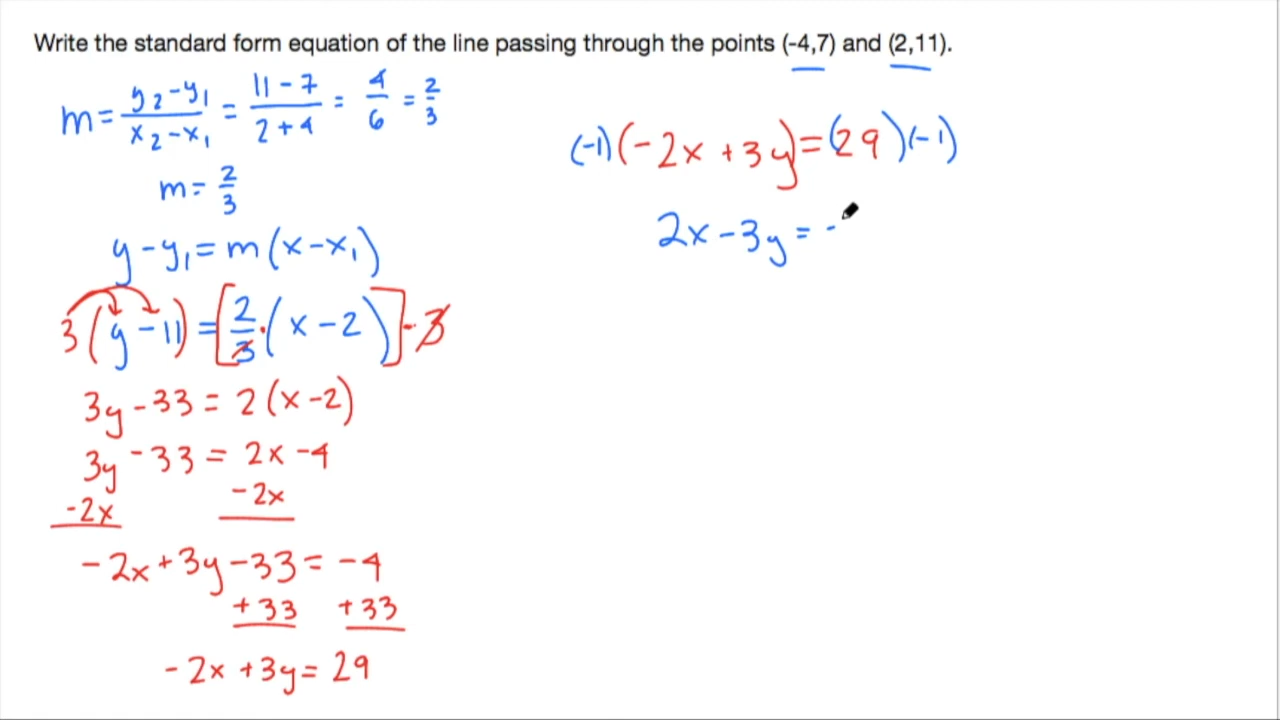 Write the standard form equation of the line passing through the points (-4,7) and (2,11).
m = y₂ - y₁ / x₂ - x₁ = 11 - 7 / 2 + 4 = 4/6 = 2/3
m = 2/3
y - y₁ = m (x - x₁)
3 (y - 11) = [2/3 · (x - 2)] · 3
3y - 33 = 2 (x - 2)
3y - 33 = 2x - 4
-2x - 2x
- 2x + 3y - 33 = - 4
+ 33 + 33
- 2x + 3y = 29
(-1) (- 2x + 3y) = (29) (-1)
2x - 3y = -